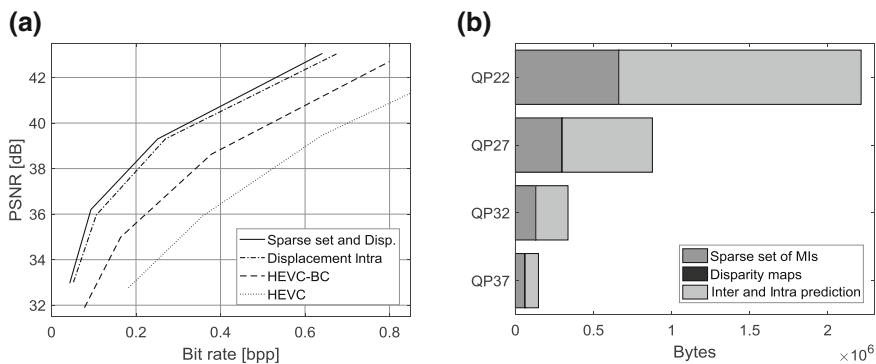 (a)
PSNR [dB]
42
40
38
36
34
32
0
0.2
0.4
0.6
0.8
Bit rate [bpp]
Sparse set and Disp.
Displacement Intra
HEVC-BC
HEVC
(b)
QP22
QP27
QP32
QP37
0
0.5
1
1.5
2
×10⁶
Bytes
Sparse set of MIs
Disparity maps
Inter and Intra prediction